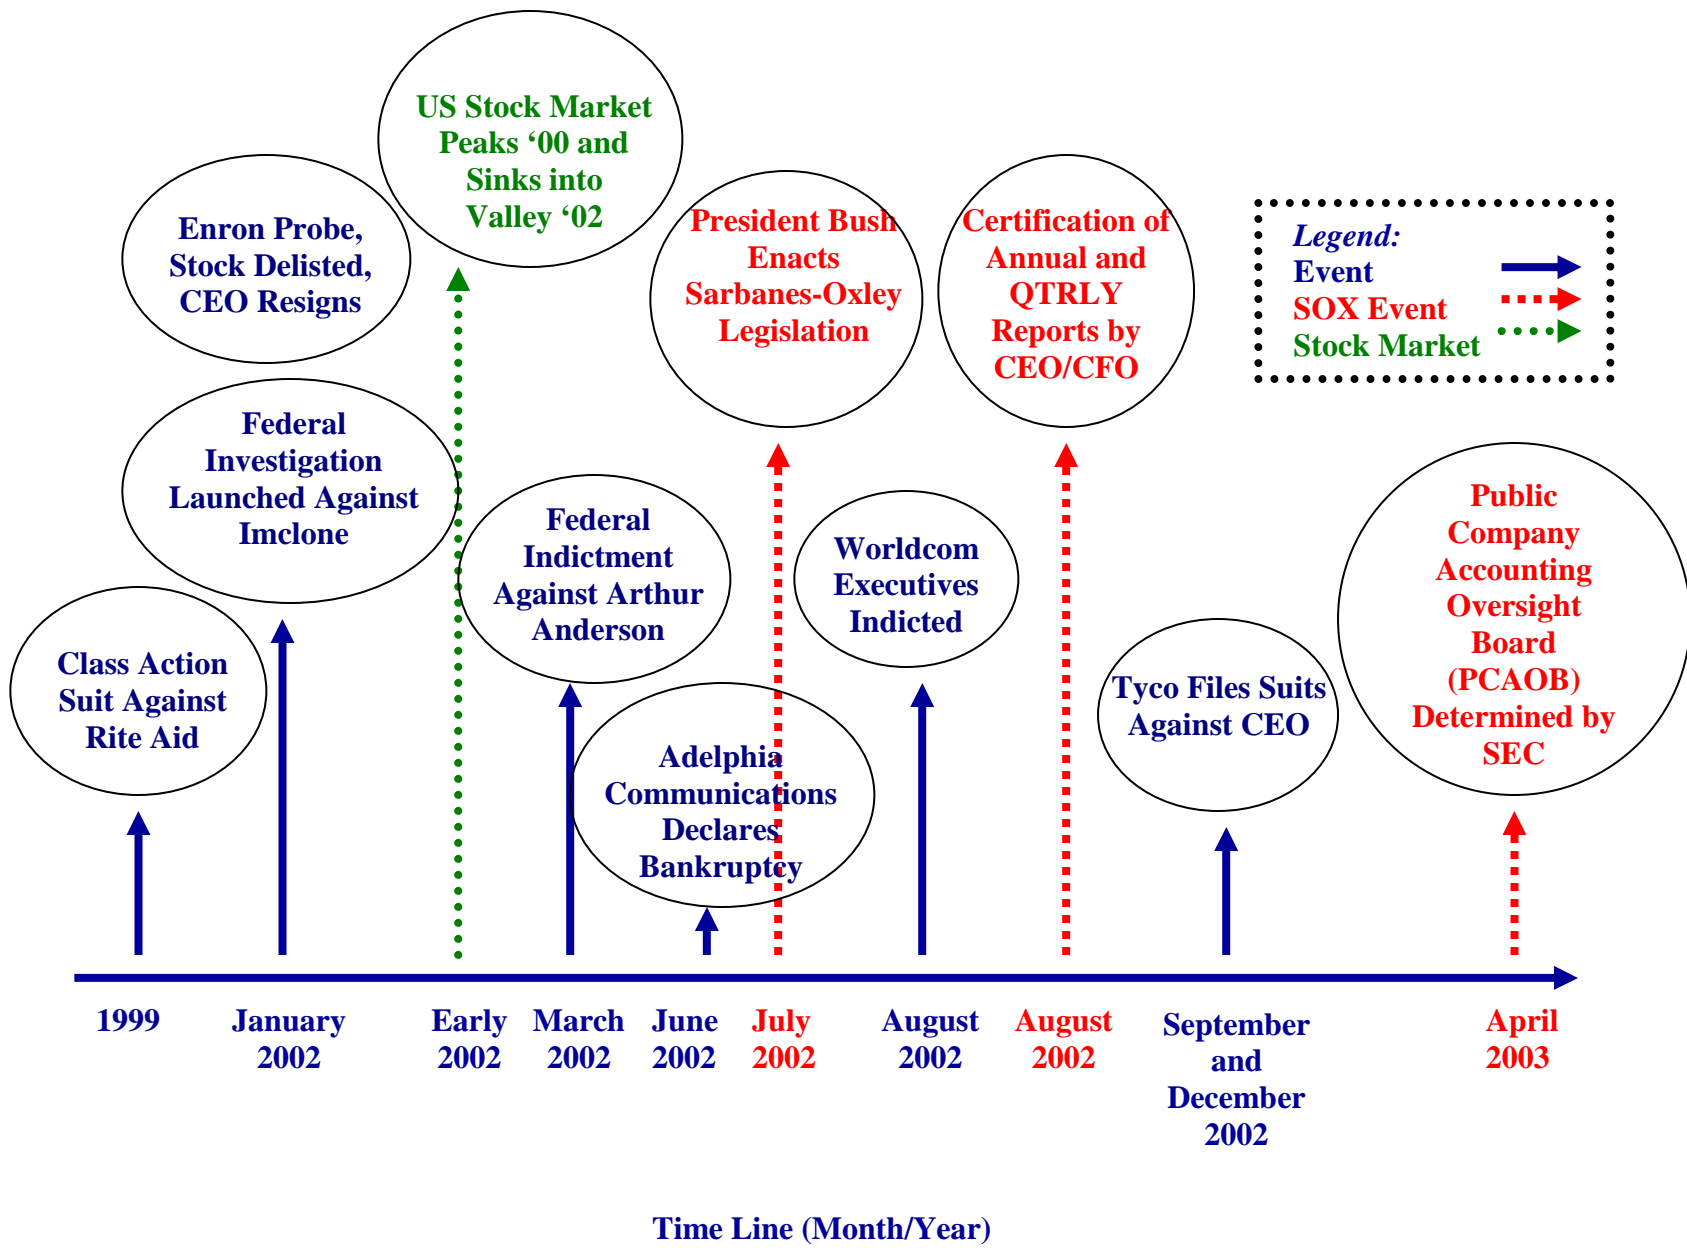 US Stock Market
Peaks ‘00 and
Sinks into
Valley ‘02
Enron Probe,
Stock Delisted,
CEO Resigns
President Bush
Enacts
Sarbanes-Oxley
Legislation
Certification of
Annual and
QTRLY
Reports by
CEO/CFO
Legend:
Event
SOX Event
Stock Market
Federal
Investigation
Launched Against
Imclone
Federal
Indictment
Against Arthur
Anderson
Worldcom
Executives
Indicted
Public
Company
Accounting
Oversight
Board
(PCAOB)
Determined by
SEC
Class Action
Suit Against
Rite Aid
Adelphia
Communications
Declares
Bankruptcy
Tyco Files Suits
Against CEO
1999
January
2002
Early
2002
March
2002
June
2002
July
2002
August
2002
August
2002
September
and
December
2002
April
2003
Time Line (Month/Year)